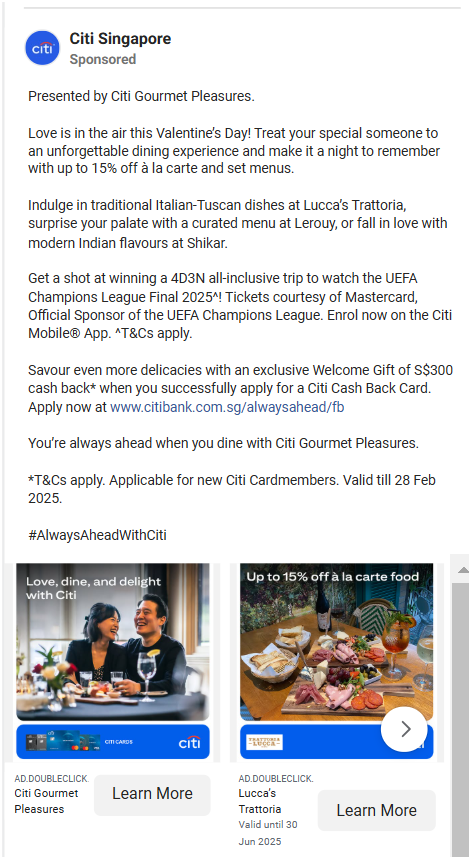 Citi Singapore
Sponsored
Presented by Citi Gourmet Pleasures.
Love is in the air this Valentine's Day! Treat your special someone to
an unforgettable dining experience and make it a night to remember
with up to 15% off à la carte and set menus.
Indulge in traditional Italian-Tuscan dishes at Lucca's Trattoria,
surprise your palate with a curated menu at Lerouy, or fall in love with
modern Indian flavours at Shikar.
Get a shot at winning a 4D3N all-inclusive trip to watch the UEFA
Champions League Final 2025^! Tickets courtesy of Mastercard,
Official Sponsor of the UEFA Champions League. Enrol now on the Citi
Mobile® App. ^T&Cs apply.
Savour even more delicacies with an exclusive Welcome Gift of S$300
cash back* when you successfully apply for a Citi Cash Back Card.
Apply now at www.citibank.com.sg/alwaysahead/fb
You're always ahead when you dine with Citi Gourmet Pleasures.
*T&Cs apply. Applicable for new Citi Cardmembers. Valid till 28 Feb
2025.
#AlwaysAheadWithCiti
Love, dine, and delight
with Citi
CITI CARDS
citi
AD.DOUBLECLICK.
Citi Gourmet
Pleasures
Learn More
Up to 15% off à la carte food
TRATTORIA
LUCCA
AD.DOUBLECLICK.
Lucca's
Trattoria
Valid until 30
Jun 2025
Learn More